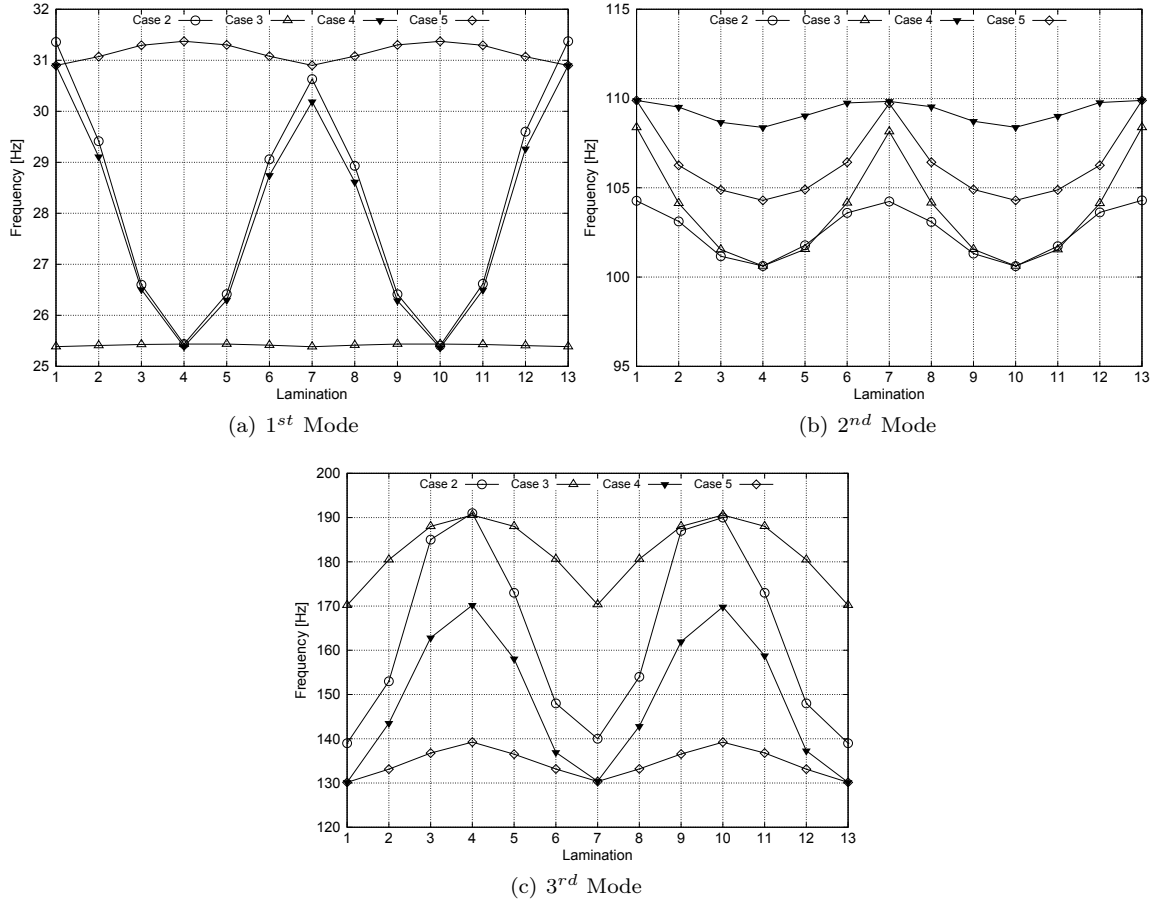 Case 2 Case 3 Case 4 Case 5
32
31
30
29
28
27
26
25
Frequency [Hz]
1 2 3 4 5 6 7 8 9 10 11 12 13
Lamination
(a) 1st Mode
Case 2 Case 3 Case 4 Case 5
115
110
105
100
95
Frequency [Hz]
1 2 3 4 5 6 7 8 9 10 11 12 13
Lamination
(b) 2nd Mode
Case 2 Case 3 Case 4 Case 5
200
190
180
170
160
150
140
130
120
Frequency [Hz]
1 2 3 4 5 6 7 8 9 10 11 12 13
Lamination
(c) 3rd Mode